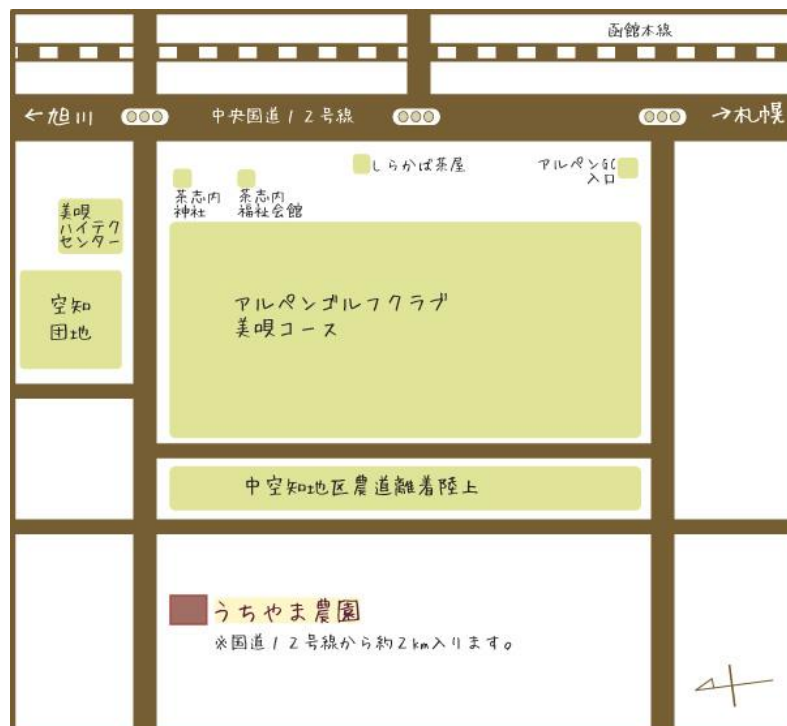 函館本線
←旭川
中央国道12号線
→札幌
しらかば茶屋
アルペンGC
入口
茶志内
神社
茶志内
福祉会館
美唄
ハイテク
センター
アルペンゴルフクラブ
美唄コース
空知
団地
中空知地区農道離着陸上
うちやま農園
※国道12号線から約2km入ります。